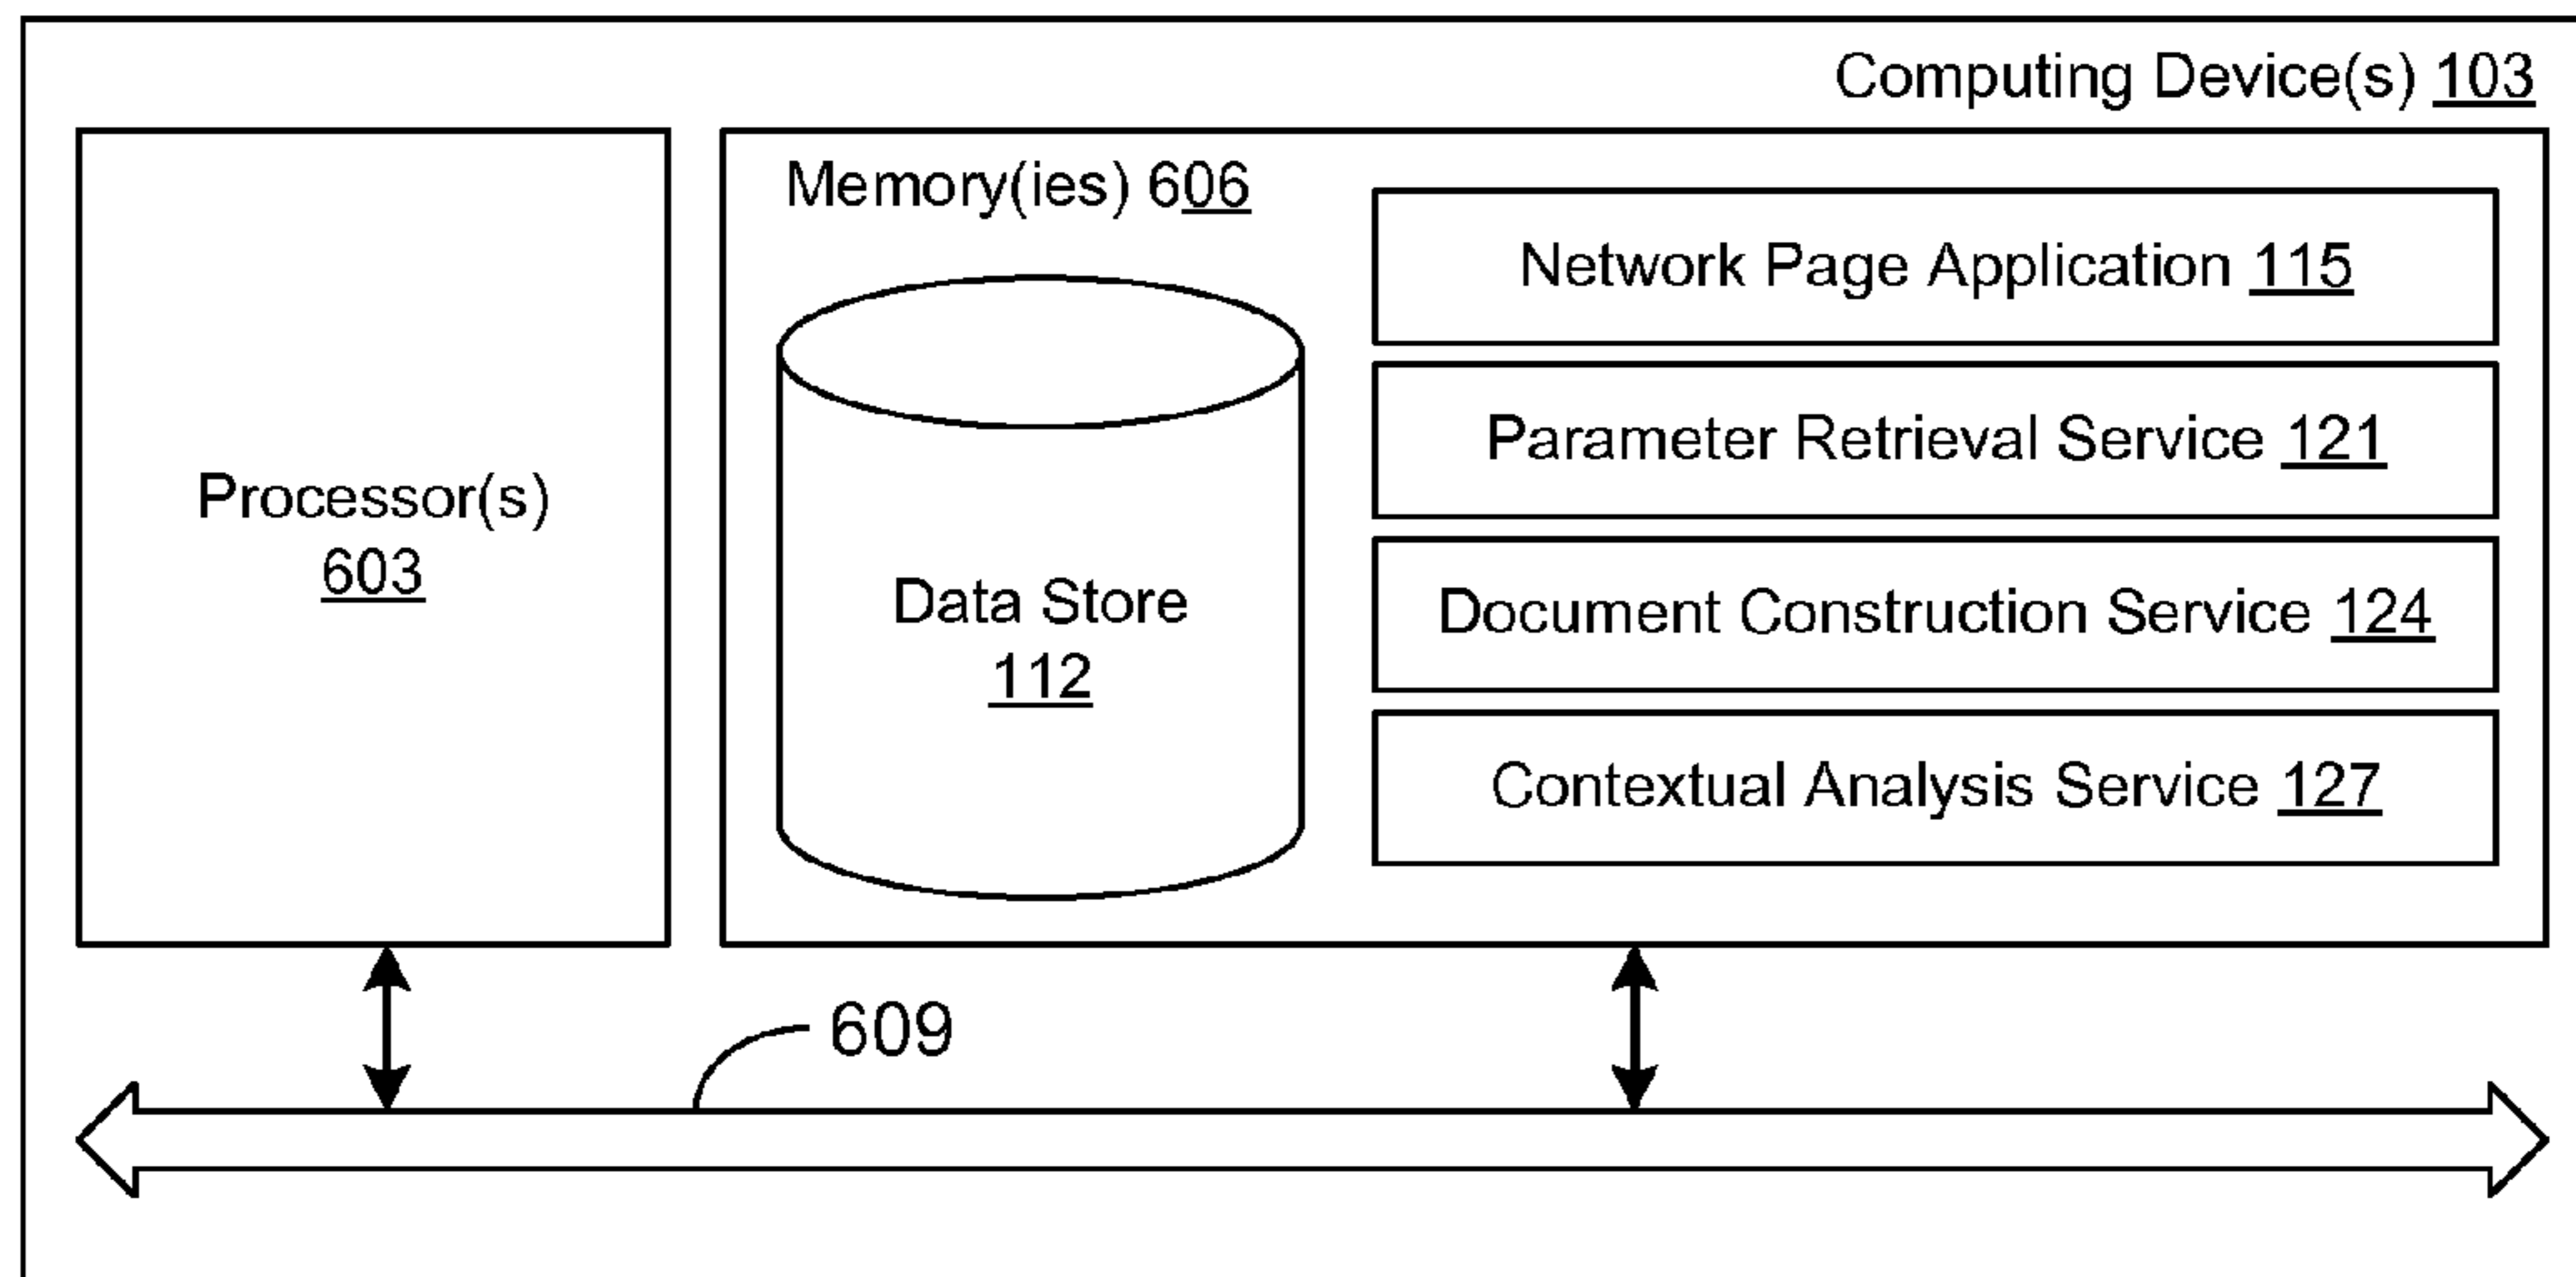 Computing Device(s) 103
Processor(s)
603
Memory(ies) 606
Data Store
112
Network Page Application 115
Parameter Retrieval Service 121
Document Construction Service 124
Contextual Analysis Service 127
609